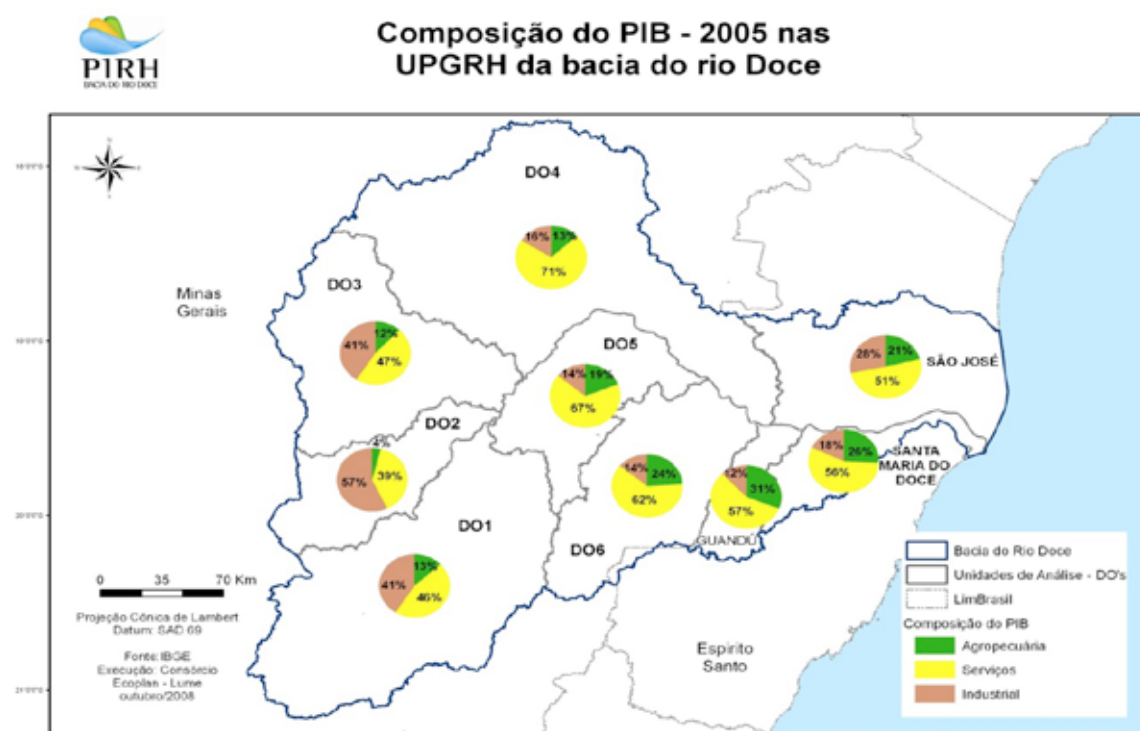 PIRH
BACIA DO RIO DOCE
Composição do PIB - 2005 nas
UPGRH da bacia do rio Doce
DO4
16% 13%
71%
DO3
Minas
Gerais
12%
41%
47%
DO5
14% 19%
67%
28% 21%
51%
SÃO JOSÉ
DO2
4%
57% 39%
14% 24%
62%
12% 31%
57%
GUANDÚ
18% 26%
56%
SANTA
MARIA DO
DOCE
DO1
13%
41%
46%
DO6
0 35 70 Km
Projeção Cônica de Lambert
Datum: SAD 69
Fonte: IBGE
Execução: Consórcio
Ecoplan - Lume
outubro/2008
Espirito
Santo
Bacia do Rio Doce
Unidades de Análise - DO's
LimBrasil
Composição do PIB
Agropecuária
Serviços
Industrial